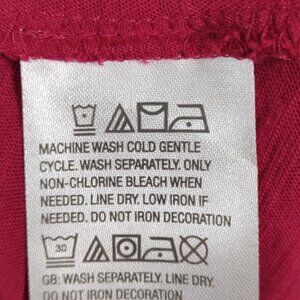 MACHINE WASH COLD GENTLE
CYCLE. WASH SEPARATELY. ONLY
NON-CHLORINE BLEACH WHEN
NEEDED. LINE DRY. LOW IRON IF
NEEDED. DO NOT IRON DECORATION
30
GB: WASH SEPARATELY. LINE DRY.
DO NOT IRON DECORATION